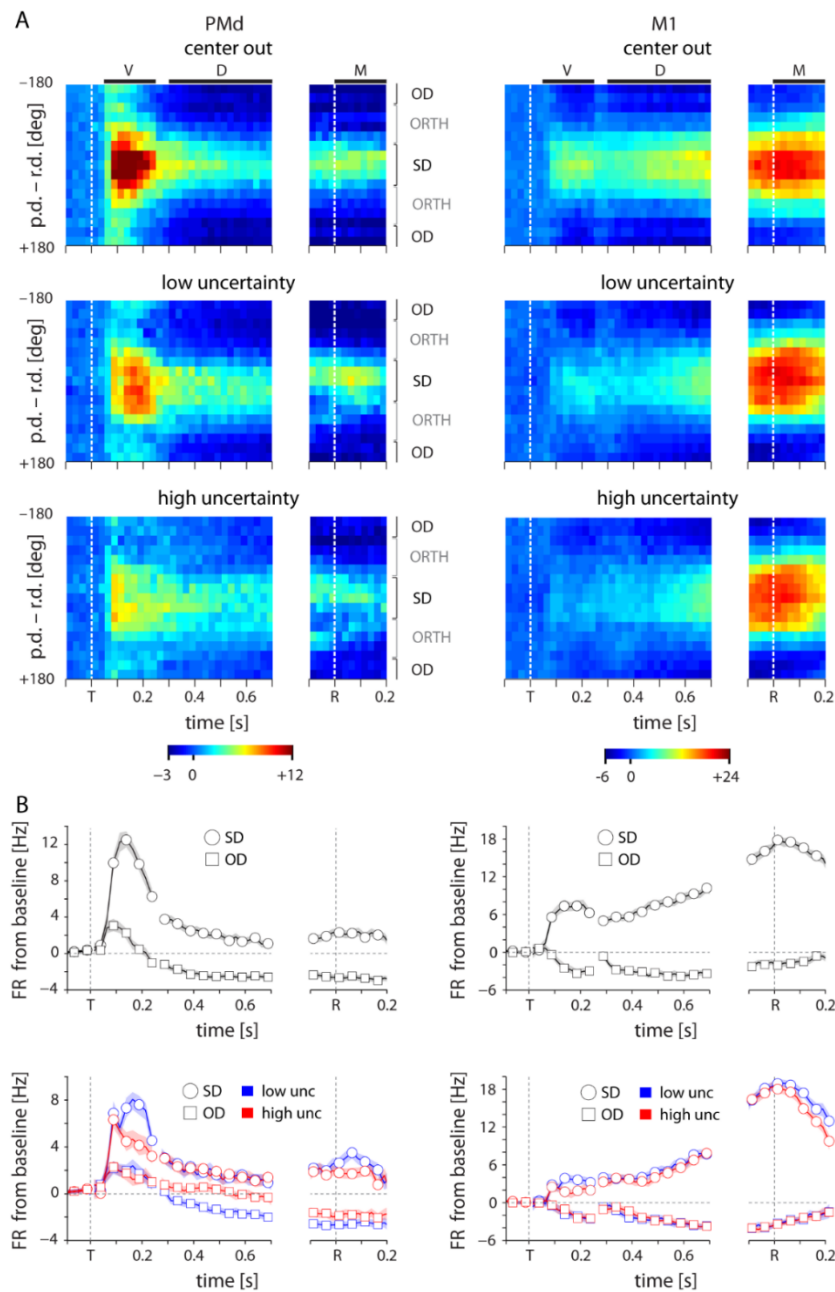 A
PMd
center out
M1
center out
V D M V D M
−180
p.d. – r.d. [deg]
+180
OD
ORTH
SD
ORTH
OD
low uncertainty
low uncertainty
−180
p.d. – r.d. [deg]
+180
OD
ORTH
SD
ORTH
OD
high uncertainty
high uncertainty
−180
p.d. – r.d. [deg]
+180
OD
ORTH
SD
ORTH
OD
T 0.2 0.4 0.6 R 0.2
time [s]
T 0.2 0.4 0.6 R 0.2
time [s]
−3 0 +12
−6 0 +24
B
FR from baseline [Hz]
12
8
4
0
−4
SD
OD
T 0.2 0.4 0.6 R 0.2
time [s]
FR from baseline [Hz]
18
12
6
0
−6
SD
OD
T 0.2 0.4 0.6 R 0.2
time [s]
FR from baseline [Hz]
8
4
0
−4
SD low unc
OD high unc
T 0.2 0.4 0.6 R 0.2
time [s]
FR from baseline [Hz]
18
12
6
0
−6
SD low unc
OD high unc
T 0.2 0.4 0.6 R 0.2
time [s]